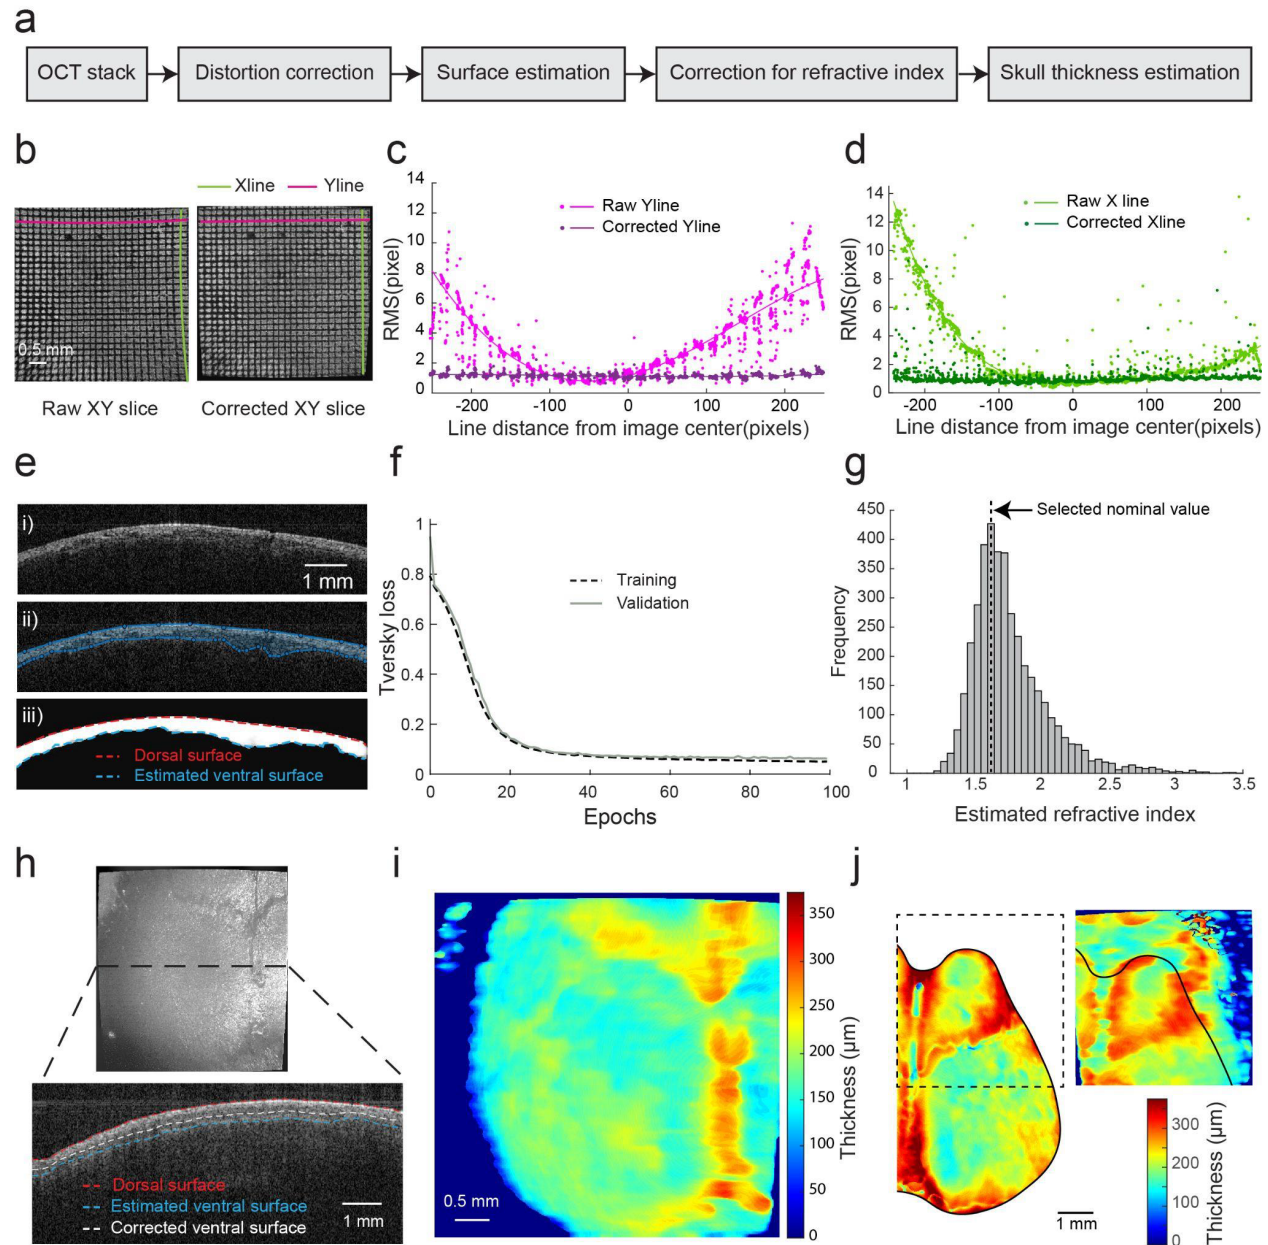 a
OCT stack
Distortion correction
Surface estimation
Correction for refractive index
Skull thickness estimation
b
Xline
Yline
0.5 mm
Raw XY slice
Corrected XY slice
c
14
12
10
8
6
4
2
0
RMS(pixel)
Raw Yline
Corrected Yline
-200
-100
0
100
200
Line distance from image center(pixels)
d
14
12
10
8
6
4
2
0
RMS(pixel)
Raw X line
Corrected Xline
-200
-100
0
100
200
Line distance from image center(pixels)
e
i)
1 mm
ii)
iii)
Dorsal surface
Estimated ventral surface
f
1
0.8
0.6
0.4
0.2
0
Tversky loss
Training
Validation
0
20
40
60
80
100
Epochs
g
450
400
350
300
250
200
150
100
50
0
Frequency
Selected nominal value
1
1.5
2
2.5
3
3.5
Estimated refractive index
h
Dorsal surface
Estimated ventral surface
Corrected ventral surface
1 mm
i
0.5 mm
350
300
250
200
150
100
50
0
Thickness (μm)
j
1 mm
300
200
100
0
Thickness (μm)